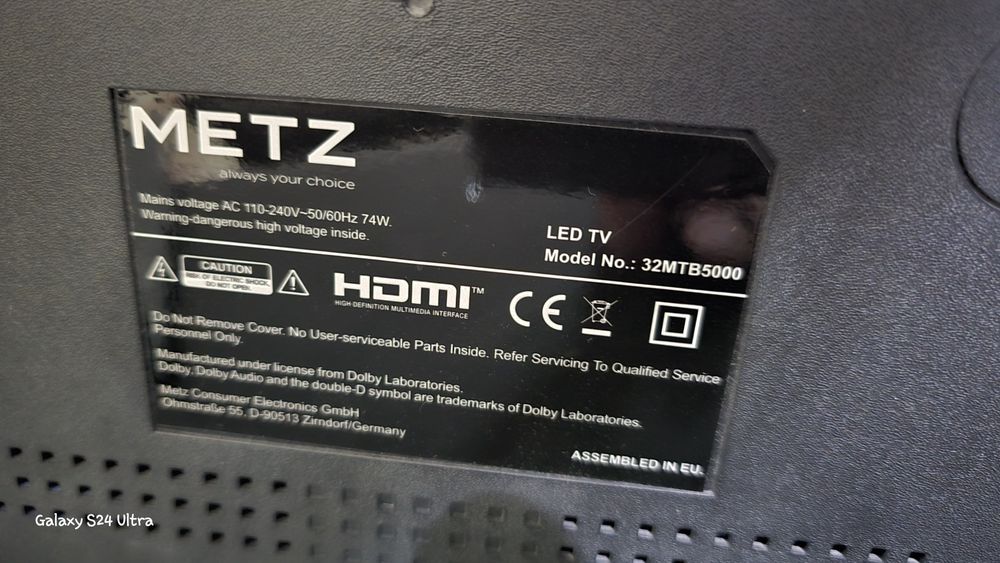 METZ
always your choice
Mains voltage AC 110-240V~50/60Hz 74W.
Warning-dangerous high voltage inside.
LED TV
Model No.: 32MTB5000
CAUTION
RISK OF ELECTRIC SHOCK
DO NOT OPEN
HDMI™
HIGH-DEFINITION MULTIMEDIA INTERFACE
CE
Do Not Remove Cover. No User-serviceable Parts Inside. Refer Servicing To Qualified Service
Personnel Only.
Manufactured under license from Dolby Laboratories.
Dolby, Dolby Audio and the double-D symbol are trademarks of Dolby Laboratories.
Metz Consumer Electronics GmbH
Ohmstraße 55, D-90513 Zirndorf/Germany
ASSEMBLED IN EU.
Galaxy S24 Ultra